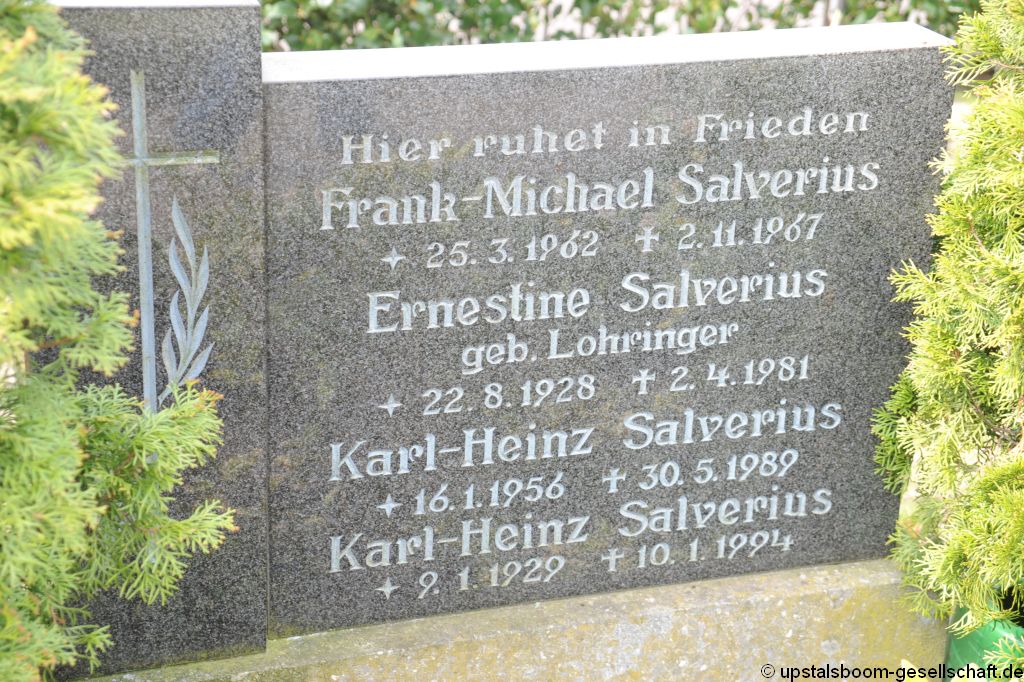 Hier ruhet in Frieden
Frank-Michael Salverius
✦ 25. 3. 1962 ✝ 2. 11. 1967
Ernestine Salverius
geb. Lohringer
✦ 22. 8. 1928 ✝ 2. 4. 1981
Karl-Heinz Salverius
✦ 16. 1. 1956 ✝ 30. 5. 1989
Karl-Heinz Salverius
✦ 9. 1. 1929 ✝ 10. 1. 1994
© upstalsboom-gesellschaft.de